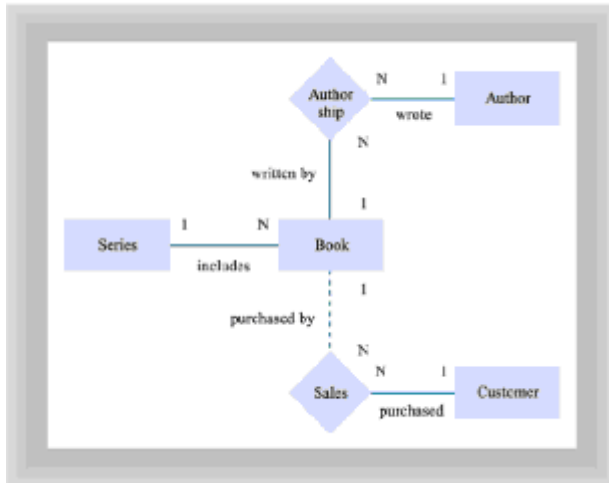 N 1
Author
ship
Author
wrote
N
written by
1
1 N
Series
Book
includes
1
purchased by
N
N 1
Sales
Customer
purchased